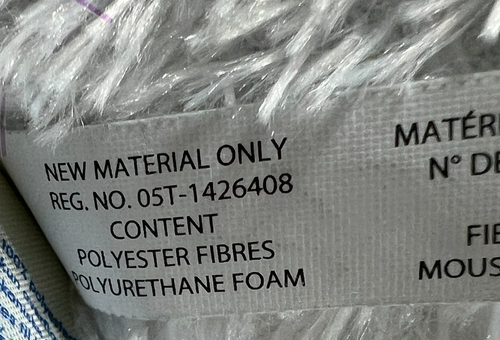 NEW MATERIAL ONLY
REG. NO. 05T-1426408
CONTENT
POLYESTER FIBRES
POLYURETHANE FOAM
MATÉR
N° DE
FIB
MOUS